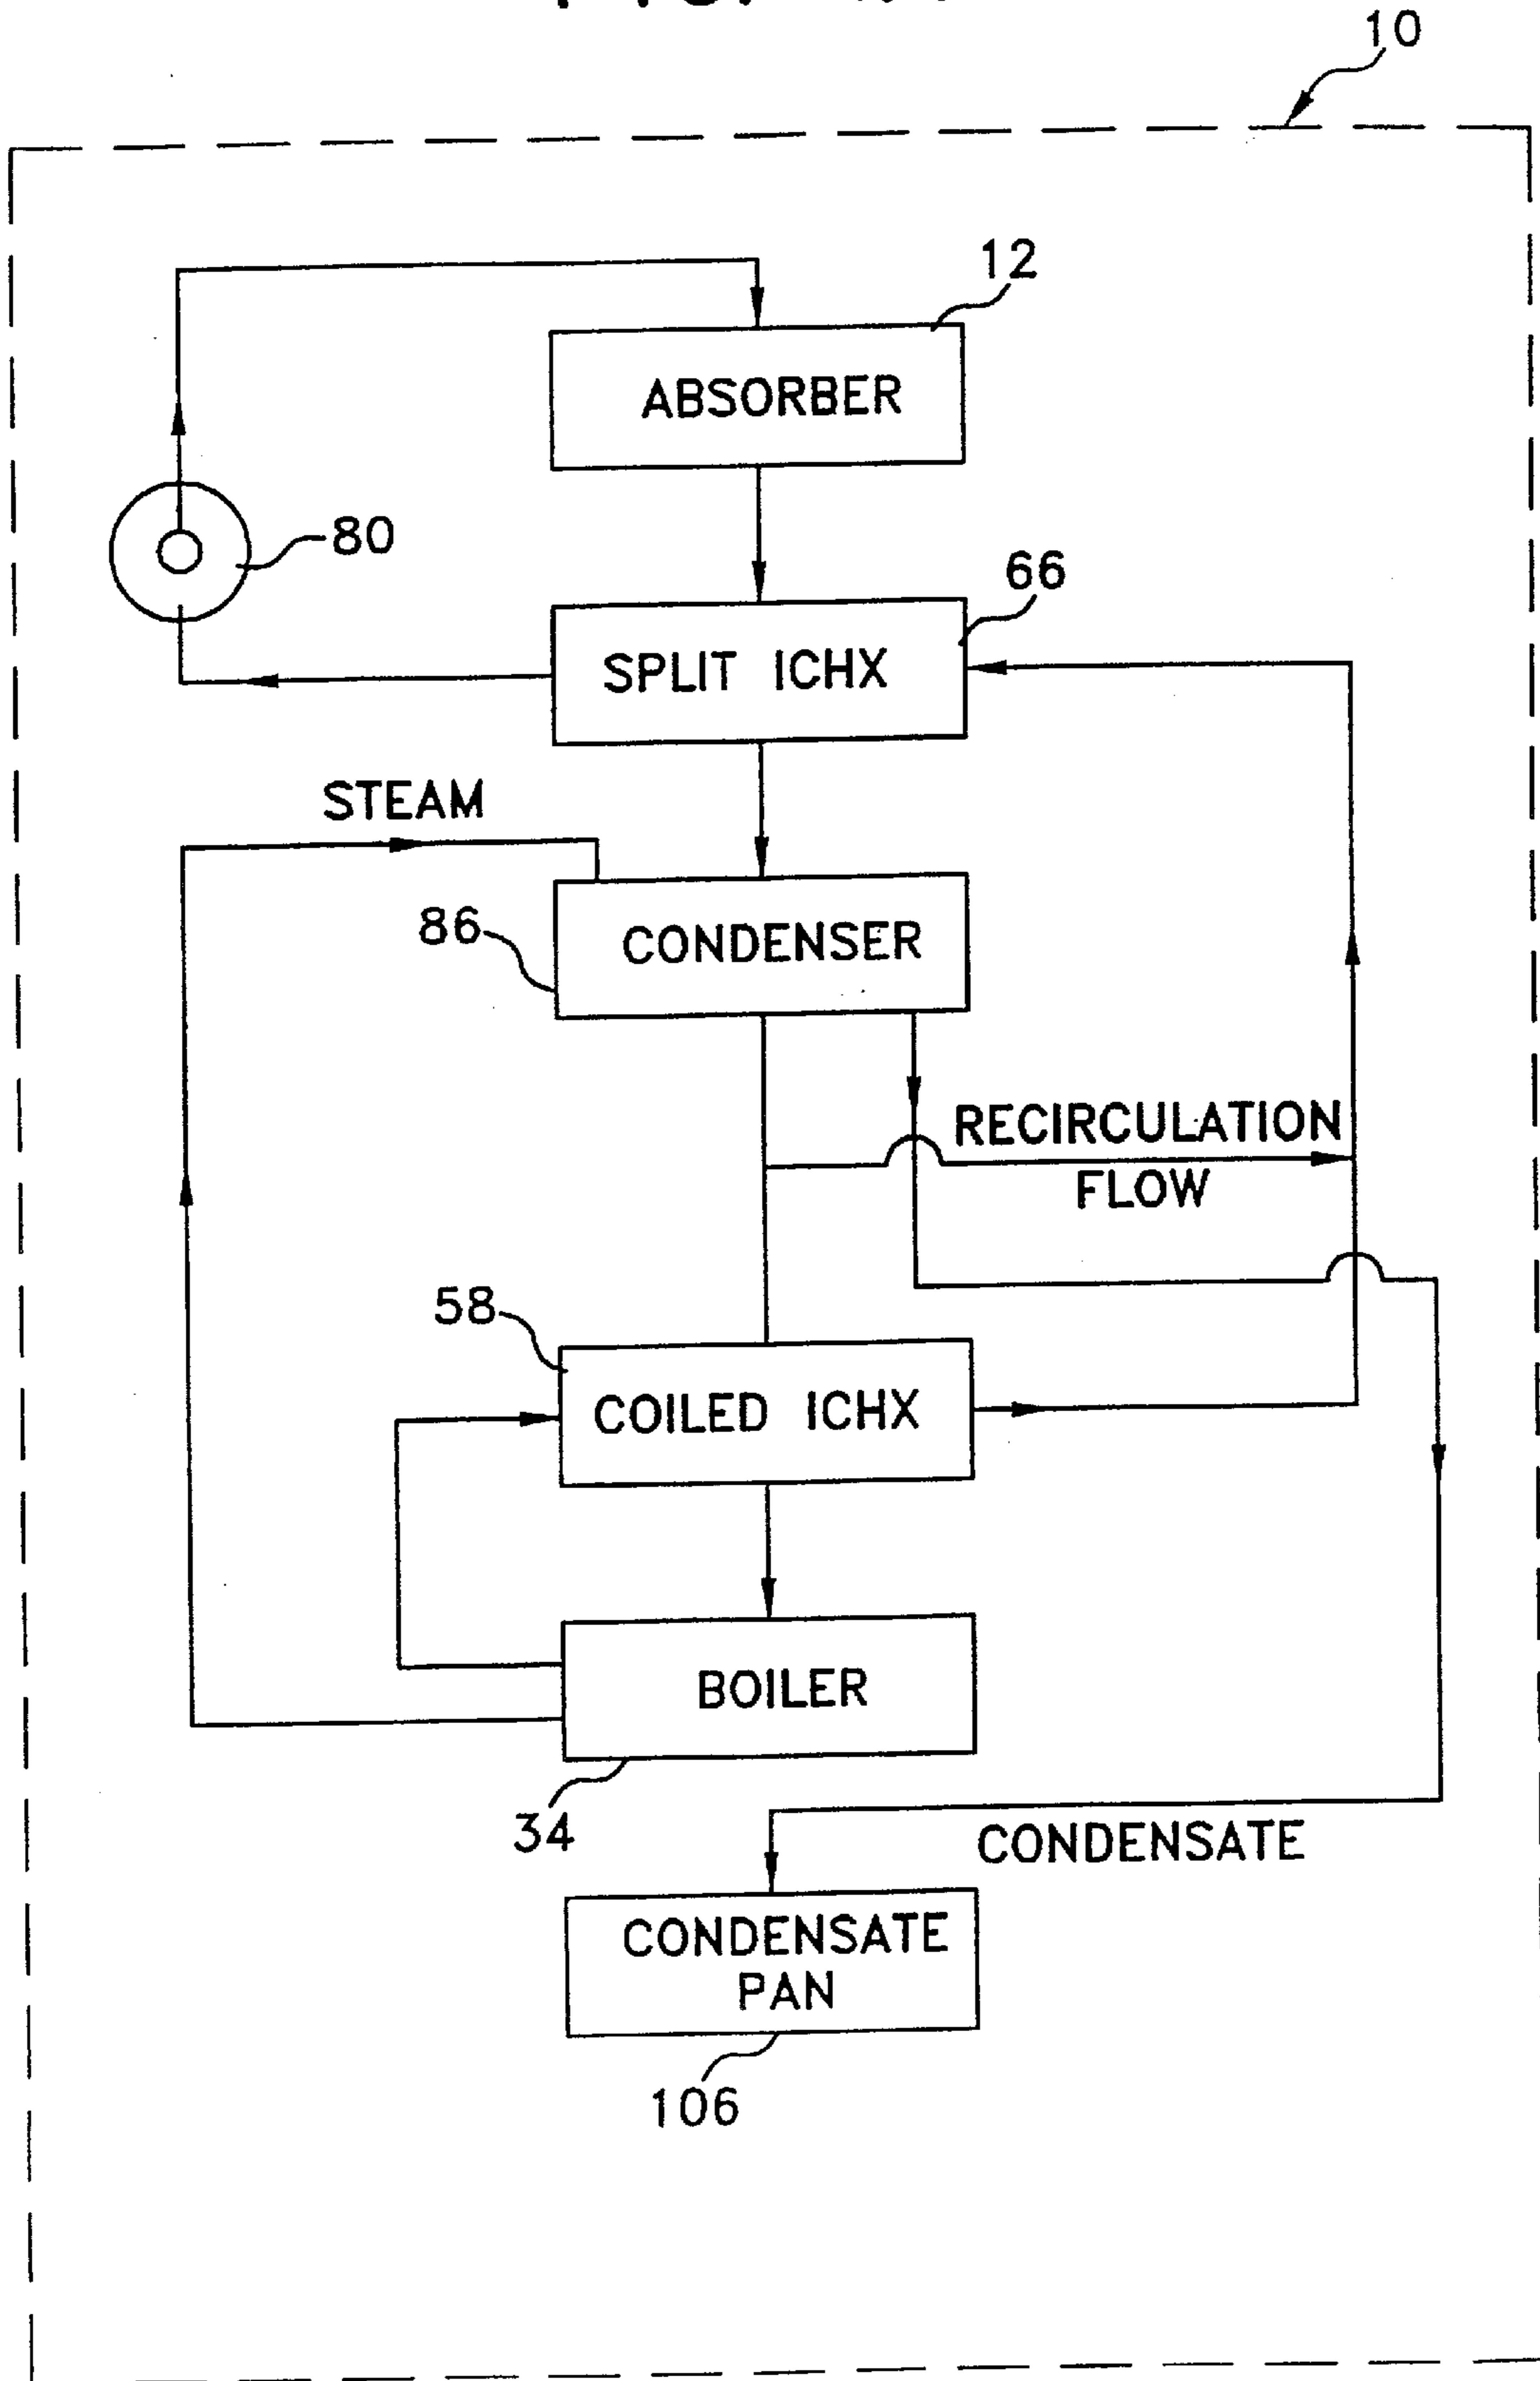 10
12
ABSORBER
80
66
SPLIT ICHX
STEAM
86
CONDENSER
RECIRCULATION
FLOW
58
COILED ICHX
BOILER
34
CONDENSATE
CONDENSATE
PAN
106